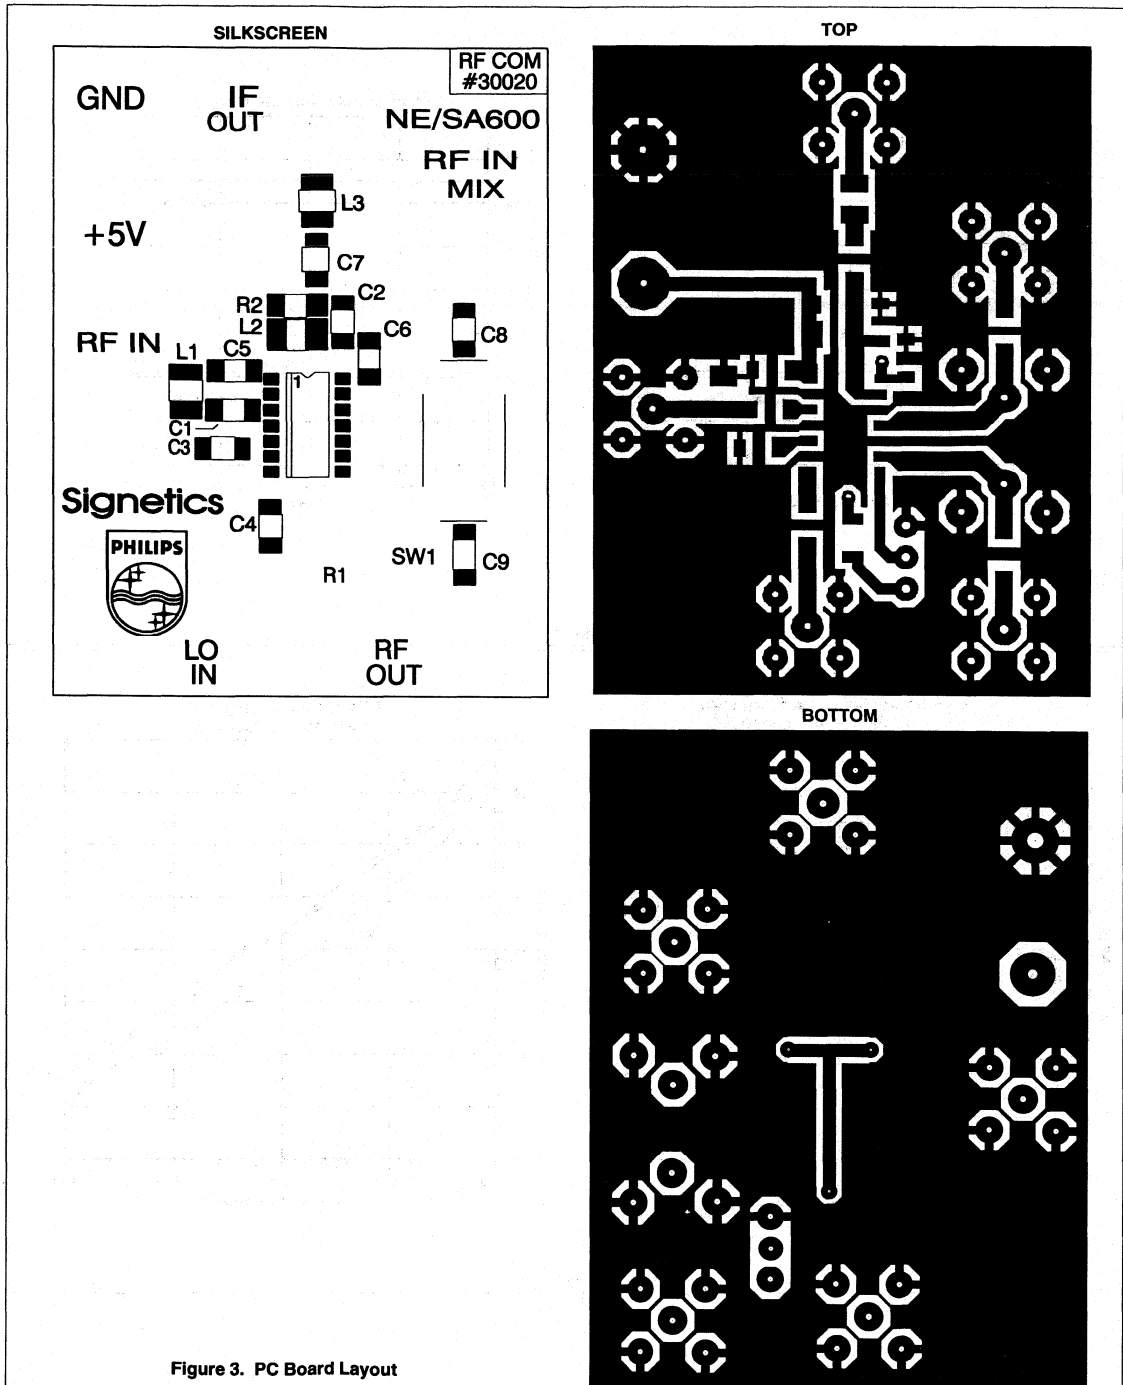 SILKSCREEN
TOP
RF COM
#30020
GND
IF
OUT
NE/SA600
RF IN
MIX
L3
+5V
C7
R2
C2
L2
C6
C8
RF IN
L1
C5
1
C1
C3
Signetics
C4
PHILIPS
SW1
C9
R1
LO
IN
RF
OUT
BOTTOM
Figure 3. PC Board Layout